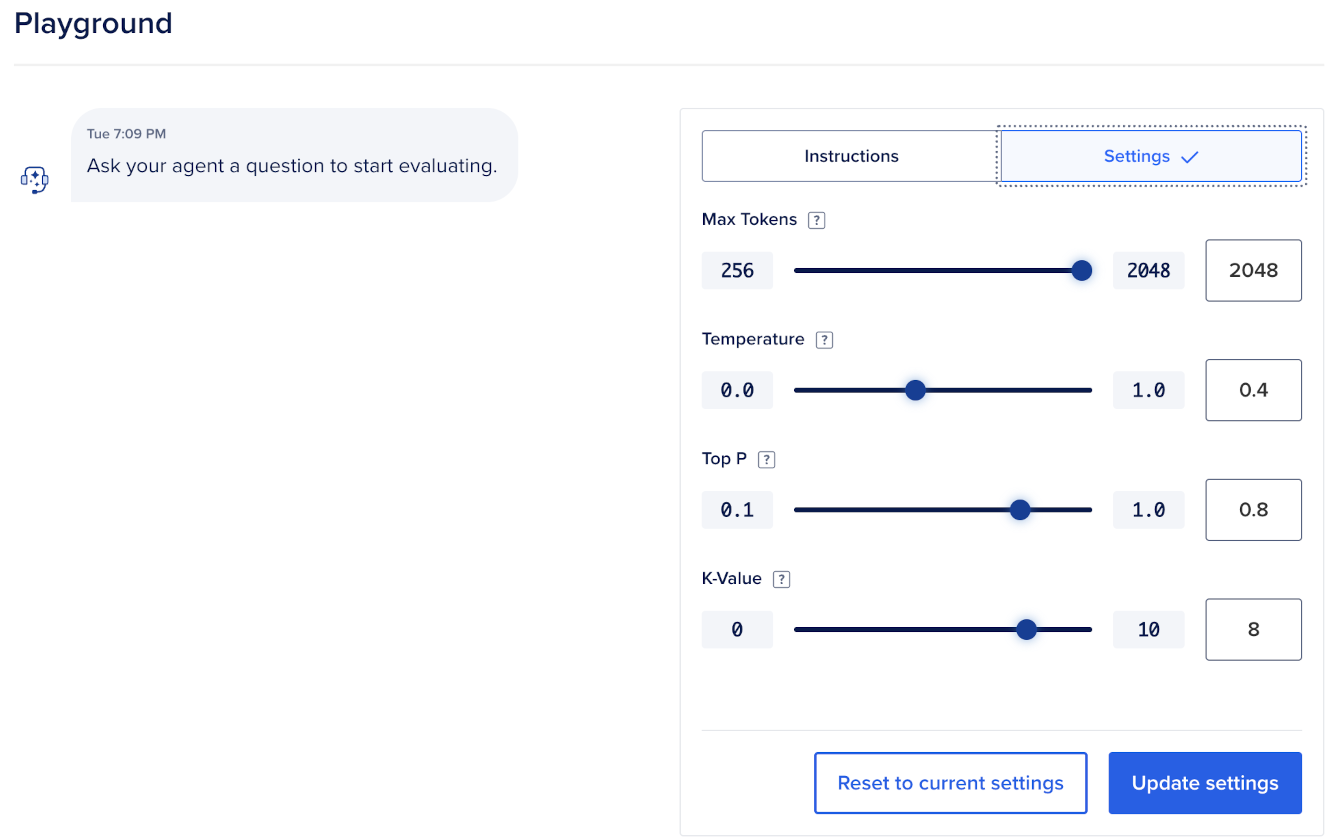 Playground
Tue 7:09 PM
Ask your agent a question to start evaluating.
Instructions
Settings
Max Tokens ?
256 2048 2048
Temperature ?
0.0 1.0 0.4
Top P ?
0.1 1.0 0.8
K-Value ?
0 10 8
Reset to current settings
Update settings